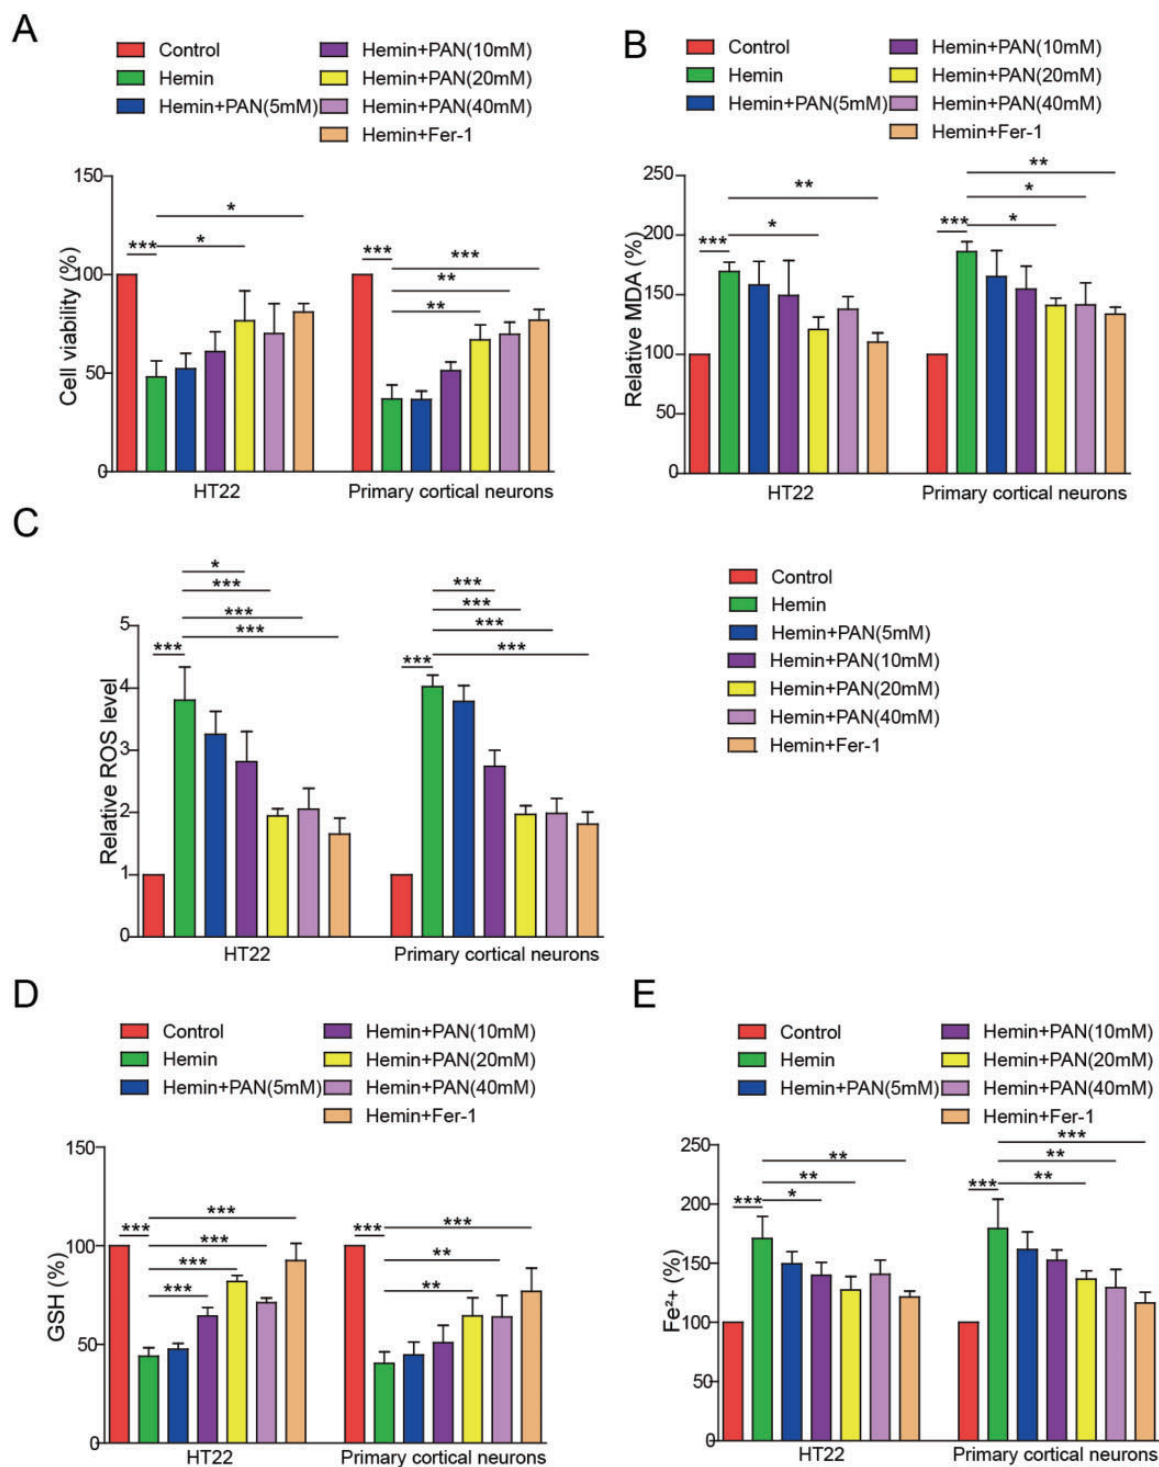 A
Control
Hemin
Hemin+PAN(5mM)
Hemin+PAN(10mM)
Hemin+PAN(20mM)
Hemin+PAN(40mM)
Hemin+Fer-1
Cell viability (%)
150
100
50
0
***
*
*
***
**
**
***
HT22
Primary cortical neurons
B
Control
Hemin
Hemin+PAN(5mM)
Hemin+PAN(10mM)
Hemin+PAN(20mM)
Hemin+PAN(40mM)
Hemin+Fer-1
Relative MDA (%)
250
200
150
100
50
0
***
*
**
***
*
*
**
HT22
Primary cortical neurons
C
Control
Hemin
Hemin+PAN(5mM)
Hemin+PAN(10mM)
Hemin+PAN(20mM)
Hemin+PAN(40mM)
Hemin+Fer-1
Relative ROS level
5
4
3
2
1
0
***
*
***
***
***
***
***
***
***
***
HT22
Primary cortical neurons
D
Control
Hemin
Hemin+PAN(5mM)
Hemin+PAN(10mM)
Hemin+PAN(20mM)
Hemin+PAN(40mM)
Hemin+Fer-1
GSH (%)
150
100
50
0
***
***
***
***
***
***
**
**
***
HT22
Primary cortical neurons
E
Control
Hemin
Hemin+PAN(5mM)
Hemin+PAN(10mM)
Hemin+PAN(20mM)
Hemin+PAN(40mM)
Hemin+Fer-1
Fe²+ (%)
250
200
150
100
50
0
***
*
**
**
***
**
**
***
HT22
Primary cortical neurons